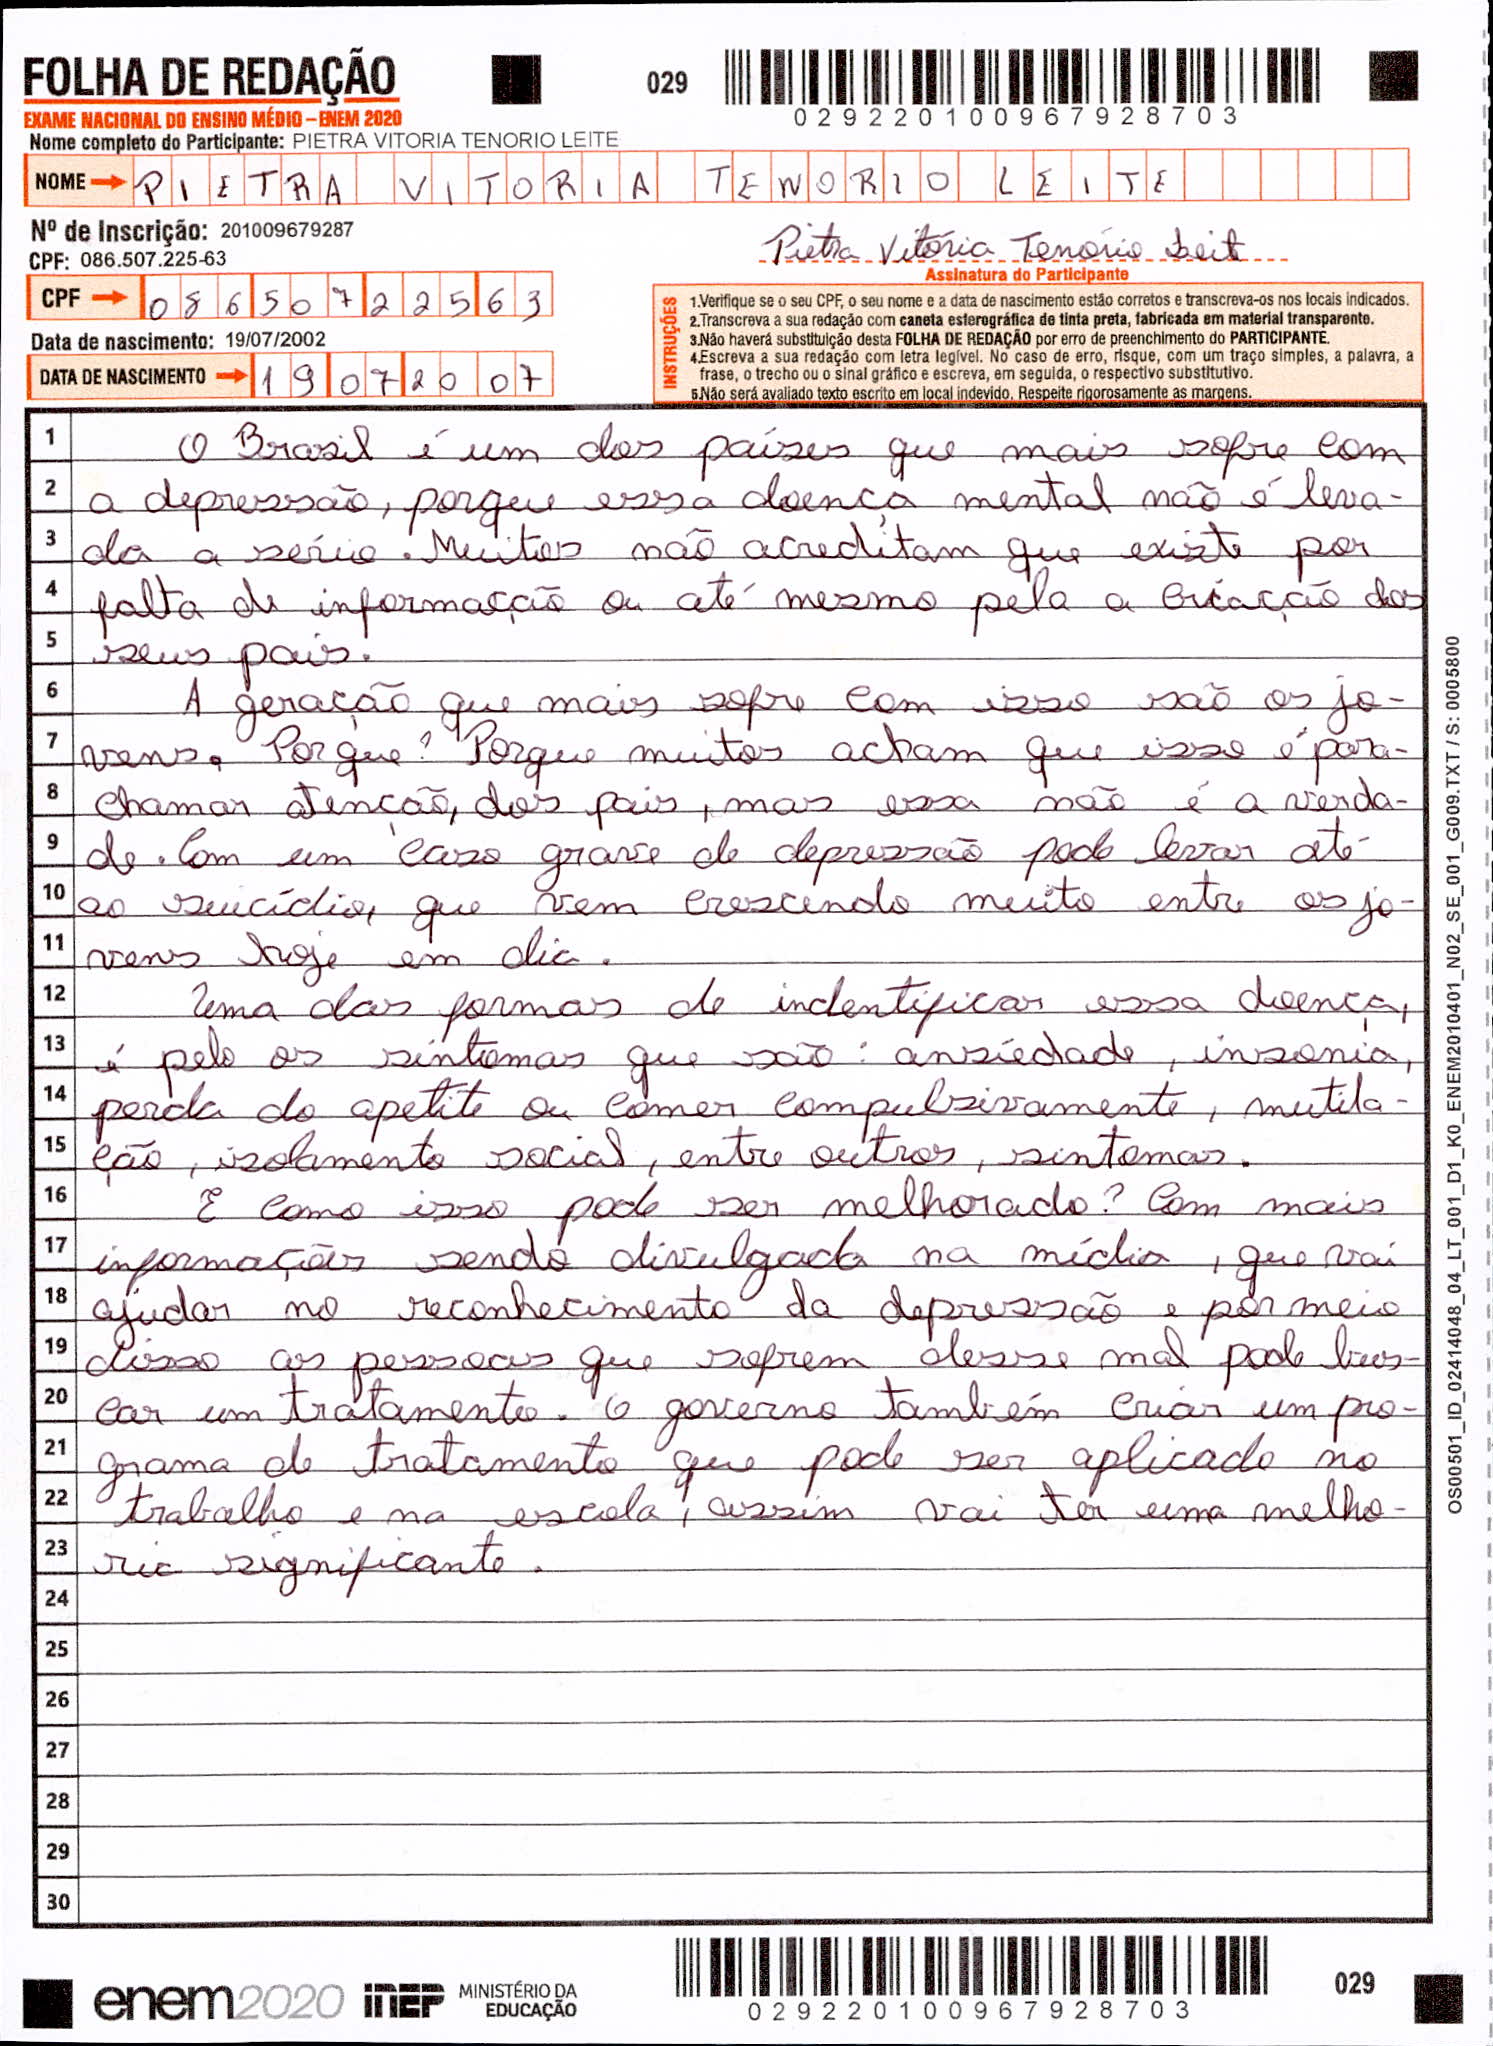 FOLHA DE REDAÇÃO
029
029220100967928703
EXAME NACIONAL DO ENSINO MÉDIO – ENEM 2020
Nome completo do Participante: PIETRA VITORIA TENORIO LEITE
NOME PIETRA VITORIA TENORIO LEITE
Nº de Inscrição: 201009679287
Pietra Vitória Tenório Leit
CPF: 086.507.225-63
Assinatura do Participante
CPF 08650722563
Data de nascimento: 19/07/2002
DATA DE NASCIMENTO 19072007
INSTRUÇÕES
1.Verifique se o seu CPF, o seu nome e a data de nascimento estão corretos e transcreva-os nos locais indicados.
2.Transcreva a sua redação com caneta esferográfica de tinta preta, fabricada em material transparente.
3.Não haverá substituição desta FOLHA DE REDAÇÃO por erro de preenchimento do PARTICIPANTE.
4.Escreva a sua redação com letra legível. No caso de erro, risque, com um traço simples, a palavra, a
frase, o trecho ou o sinal gráfico e escreva, em seguida, o respectivo substitutivo.
5.Não será avaliado texto escrito em local indevido. Respeite rigorosamente as margens.
1 O Brasil é um dos países que mais sofre com
2 a depressão, porque essa doença mental não é leva-
3 da a sério. Muitos não acreditam que existe por
4 falta de informação ou até mesmo pela a criação dos
5 seus pais.
6 A geração que mais sofre com isso são os jo-
7 vens. Porque? Porque muitos acham que isso é para-
8 chamar atenção, dos pais, mas essa não é a verda-
9 de. Com um caso grave de depressão pode levar até
10 ao suicídio, que vem crescendo muito entre os jo-
11 vens hoje em dia.
12 Uma das formas de indentificar essa doença,
13 é pelo os sintomas que são: ansiedade, insonia,
14 perda do apetite ou comer compulsivamente, mutila-
15 ção, isolamento social, entre outros, sintomas.
16 E como isso pode ser melhorado? Com mais
17 informações sendo divulgada na mídia, que vai
18 ajudar no reconhecimento da depressão e por meio
19 disso as pessoas que sofrem desse mal pode bus-
20 car um tratamento. O governo também criar um pro-
21 grama de tratamento que pode ser aplicado no
22 trabalho e na escola, assim vai ter uma melho-
23 ria significante.
24
25
26
27
28
29
30
OS00501_ID_02414048_04_LT_001_D1_K0_ENEM2010401_N02_SE_001_G009.TXT / S: 0005800
enem2020 INEP MINISTÉRIO DA EDUCAÇÃO
029220100967928703
029